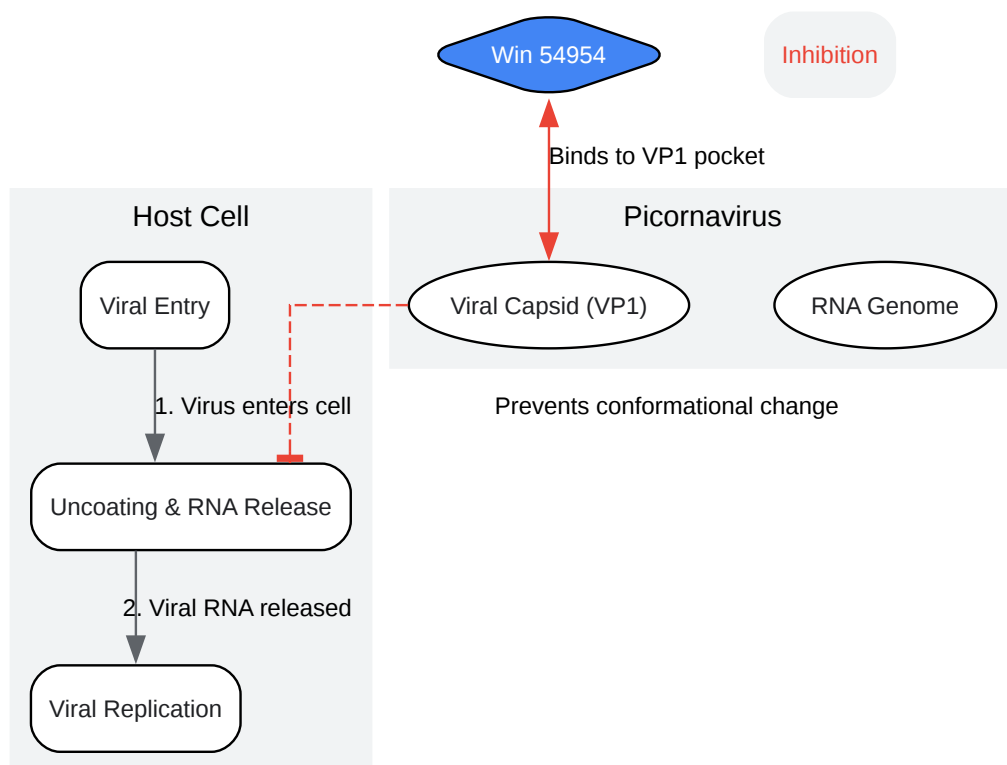 Win 54954
Inhibition
Binds to VP1 pocket
Host Cell
Picornavirus
Viral Entry
Viral Capsid (VP1)
RNA Genome
1. Virus enters cell
Prevents conformational change
Uncoating & RNA Release
2. Viral RNA released
Viral Replication